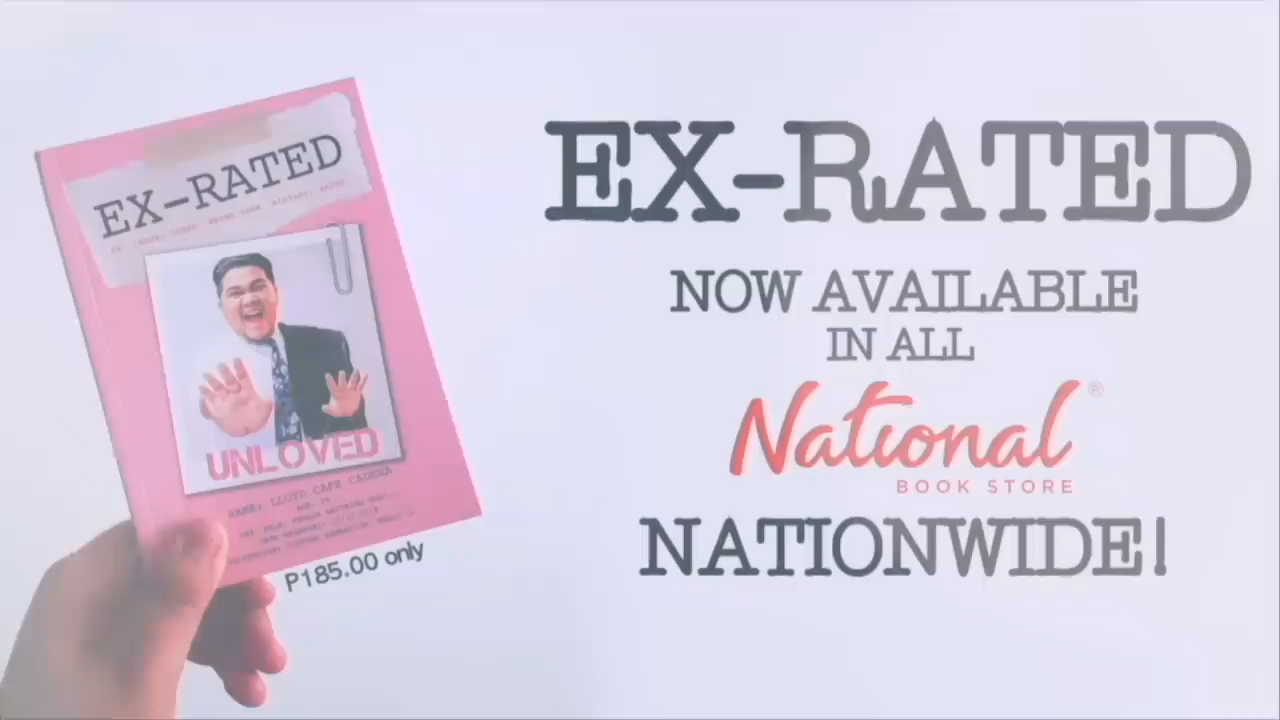 EX-RATED
UNLOVED
NAME: LLOYD CAFE CADENA
P185.00 only
EX-RATED
NOW AVAILABLE
IN ALL
National®
BOOK STORE
NATIONWIDE!